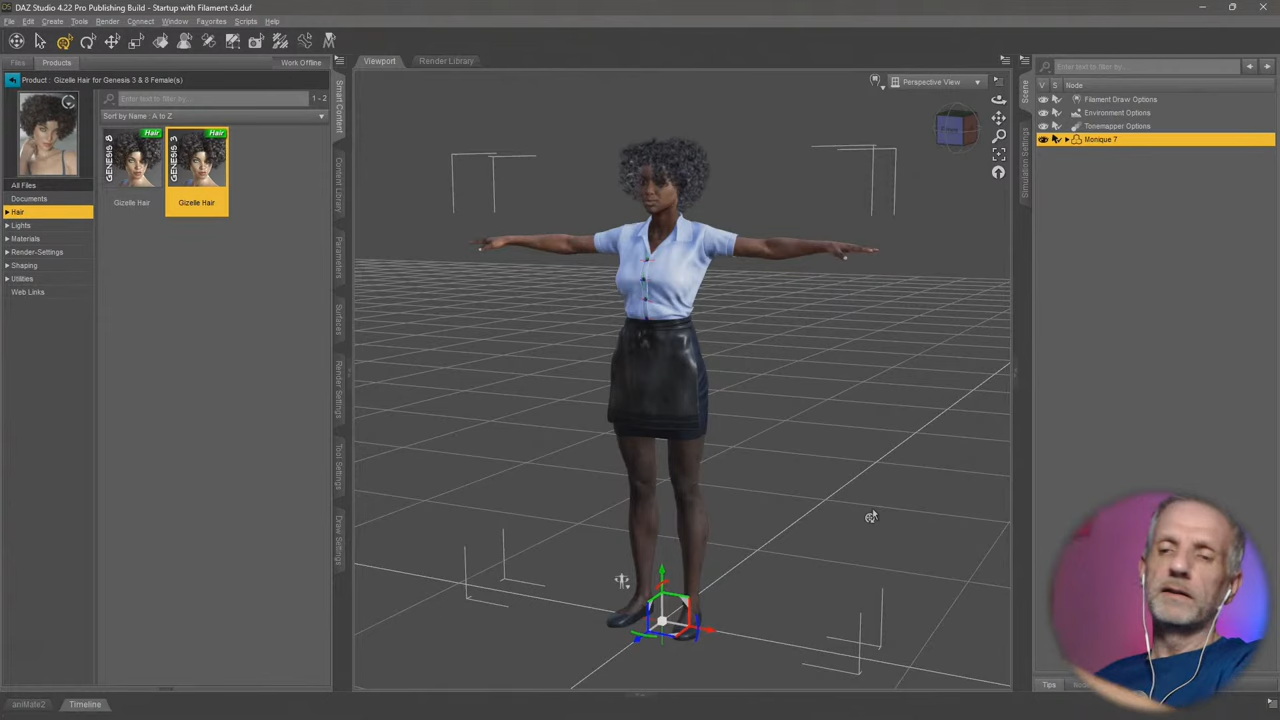 DAZ Studio 4.22 Pro Publishing Build - Startup with Filament v3.duf
File Edit Create Tools Render Connect Window Favorites Scripts Help
Files Products Work Offline
Product : Gizelle Hair for Genesis 3 & 8 Female(s)
Enter text to filter by... 1 - 2
Sort by Name : A to Z
All Files
Documents
Hair
Lights
Materials
Render-Settings
Shaping
Utilities
Web Links
GENESIS 8 Hair
Gizelle Hair
GENESIS 3 Hair
Gizelle Hair
Smart Content
Content Library
Parameters
Surfaces
Render Settings
Tool Settings
Draw Settings
Viewport Render Library
Perspective View
Scene
Simulation Settings
Enter text to filter by...
V S Node
Filament Draw Options
Environment Options
Tonemapper Options
Monique 7
Tips
aniMate2 Timeline